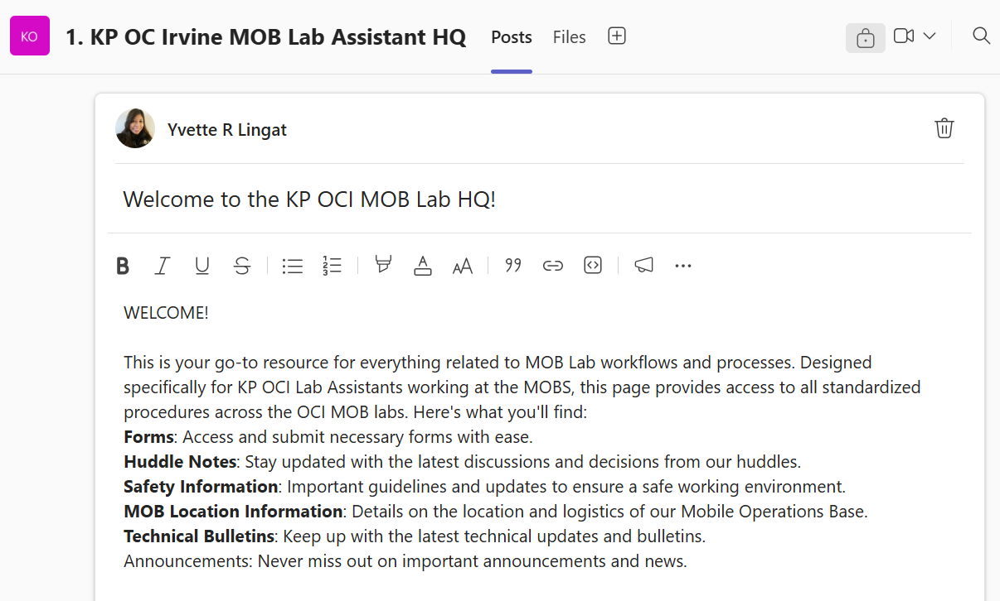 KO
1. KP OC Irvine MOB Lab Assistant HQ
Posts
Files
Yvette R Lingat
Welcome to the KP OCI MOB Lab HQ!
WELCOME!
This is your go-to resource for everything related to MOB Lab workflows and processes. Designed
specifically for KP OCI Lab Assistants working at the MOBS, this page provides access to all standardized
procedures across the OCI MOB labs. Here's what you'll find:
Forms: Access and submit necessary forms with ease.
Huddle Notes: Stay updated with the latest discussions and decisions from our huddles.
Safety Information: Important guidelines and updates to ensure a safe working environment.
MOB Location Information: Details on the location and logistics of our Mobile Operations Base.
Technical Bulletins: Keep up with the latest technical updates and bulletins.
Announcements: Never miss out on important announcements and news.